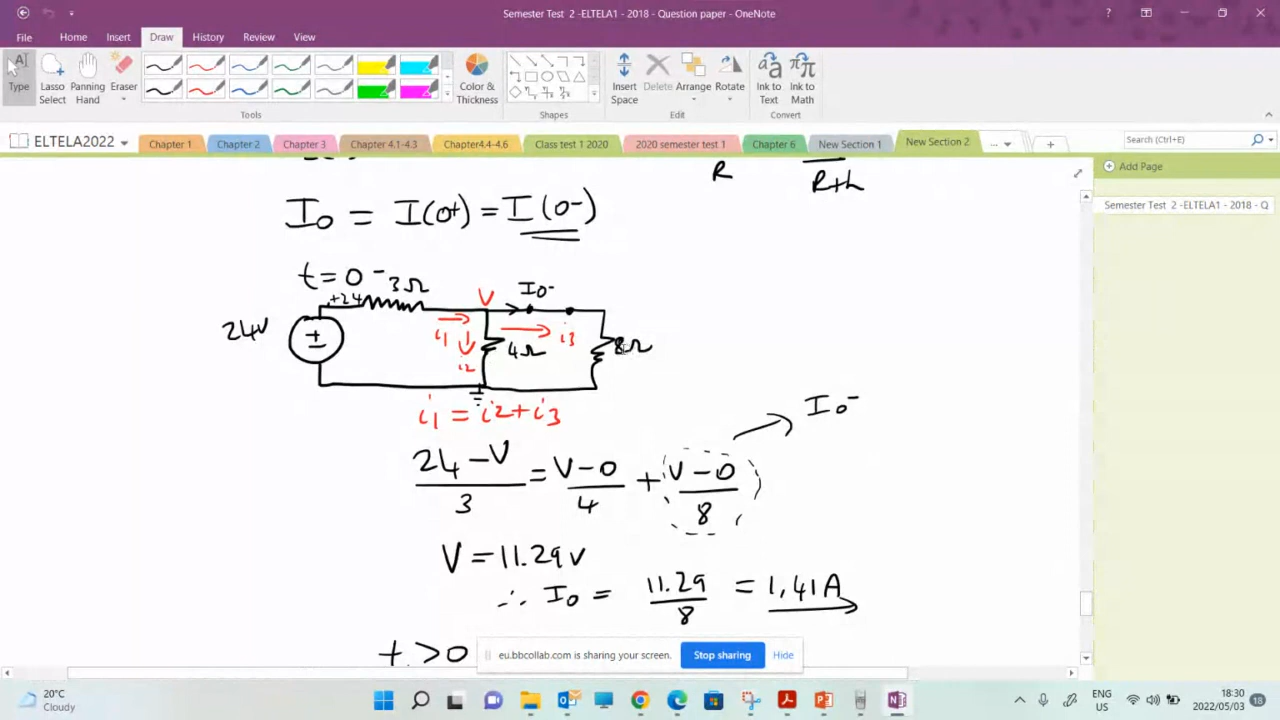 Semester Test 2 -ELTELA1 - 2018 - Question paper - OneNote
File Home Insert Draw History Review View
Type
Lasso Select
Panning Hand
Eraser
Color & Thickness
Insert Space
Delete
Arrange
Rotate
Ink to Text
Ink to Math
Tools Shapes Edit Convert
ELTELA2022 Chapter 1 Chapter 2 Chapter 3 Chapter 4.1-4.3 Chapter4.4-4.6 Class test 1 2020 2020 semester test 1 Chapter 6 New Section 1 New Section 2 ... Search (Ctrl+E)
Add Page
Semester Test 2 -ELTELA1 - 2018 - Q
R
R+h
I0 = I(0+) = I(0-)
t=0-
3Ω
+24
V
I0-
24V
i1
i2
4Ω
i3
8Ω
i1 = i2+i3
24-V/3 = V-0/4 + V-0/8
I0-
V = 11.29v
∴ I0 = 11.29/8 = 1,41A
t>0
eu.bbcollab.com is sharing your screen. Stop sharing Hide
20°C
Cloudy
ENG
US
18:30
2022/05/03
18